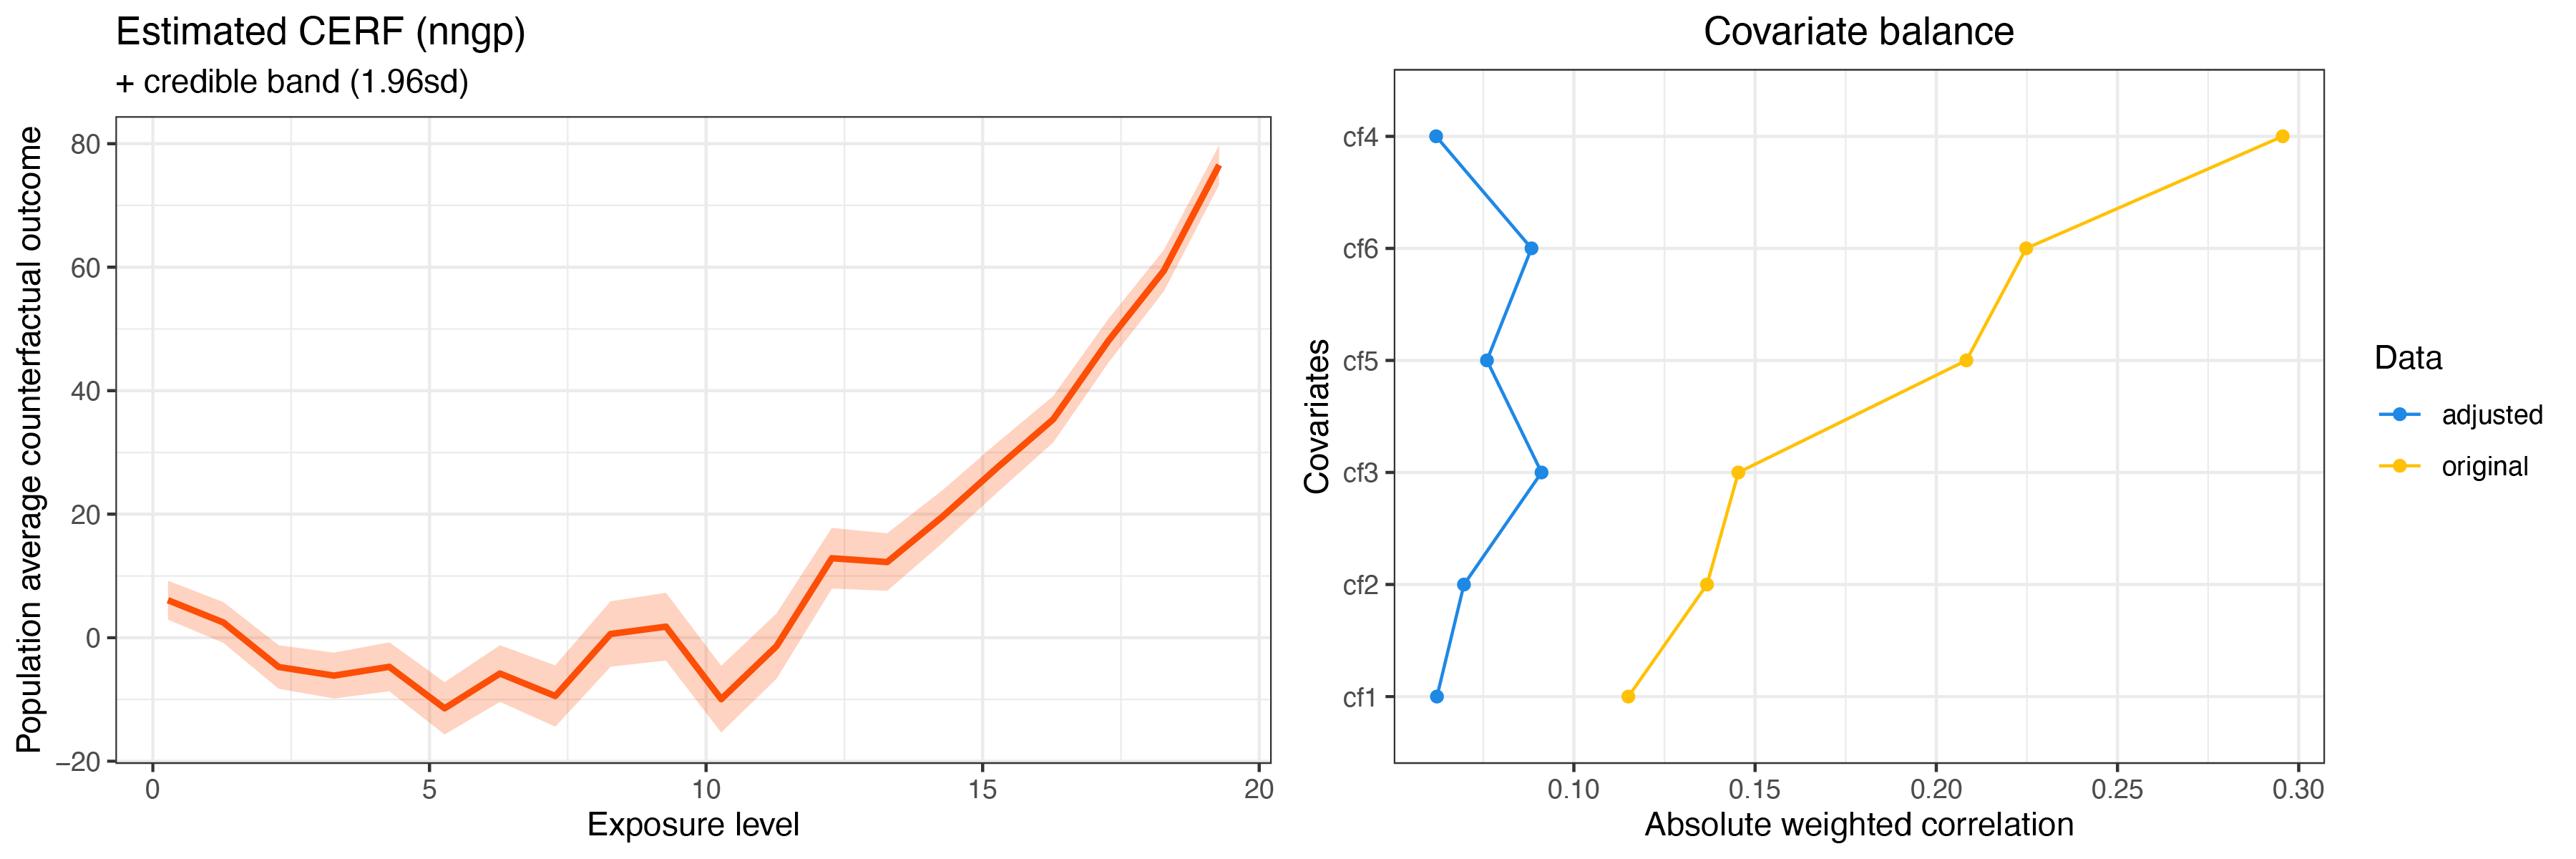 Estimated CERF (nngp)
+ credible band (1.96sd)
Population average counterfactual outcome
80
60
40
20
0
−20
0
5
10
15
20
Exposure level
Covariate balance
Covariates
cf4
cf6
cf5
cf3
cf2
cf1
0.10
0.15
0.20
0.25
0.30
Absolute weighted correlation
Data
adjusted
original